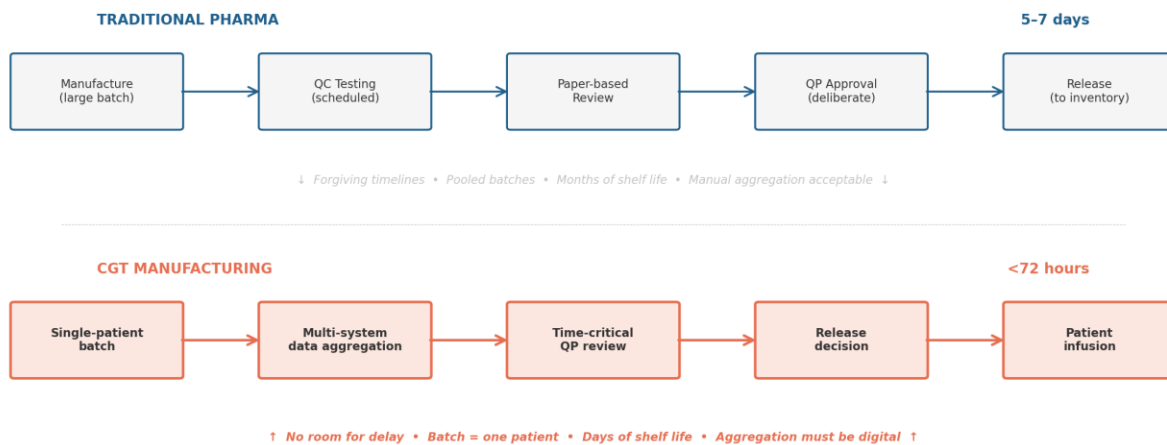 TRADITIONAL PHARMA
5–7 days
Manufacture
(large batch)
QC Testing
(scheduled)
Paper-based
Review
QP Approval
(deliberate)
Release
(to inventory)
↓ Forgiving timelines • Pooled batches • Months of shelf life • Manual aggregation acceptable ↓
CGT MANUFACTURING
<72 hours
Single-patient
batch
Multi-system
data aggregation
Time-critical
QP review
Release
decision
Patient
infusion
↑ No room for delay • Batch = one patient • Days of shelf life • Aggregation must be digital ↑